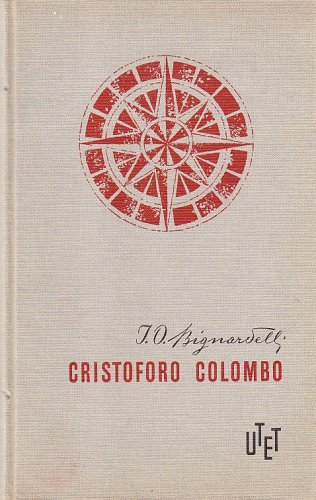 I. O. Bignardelli
CRISTOFORO COLOMBO
UTET